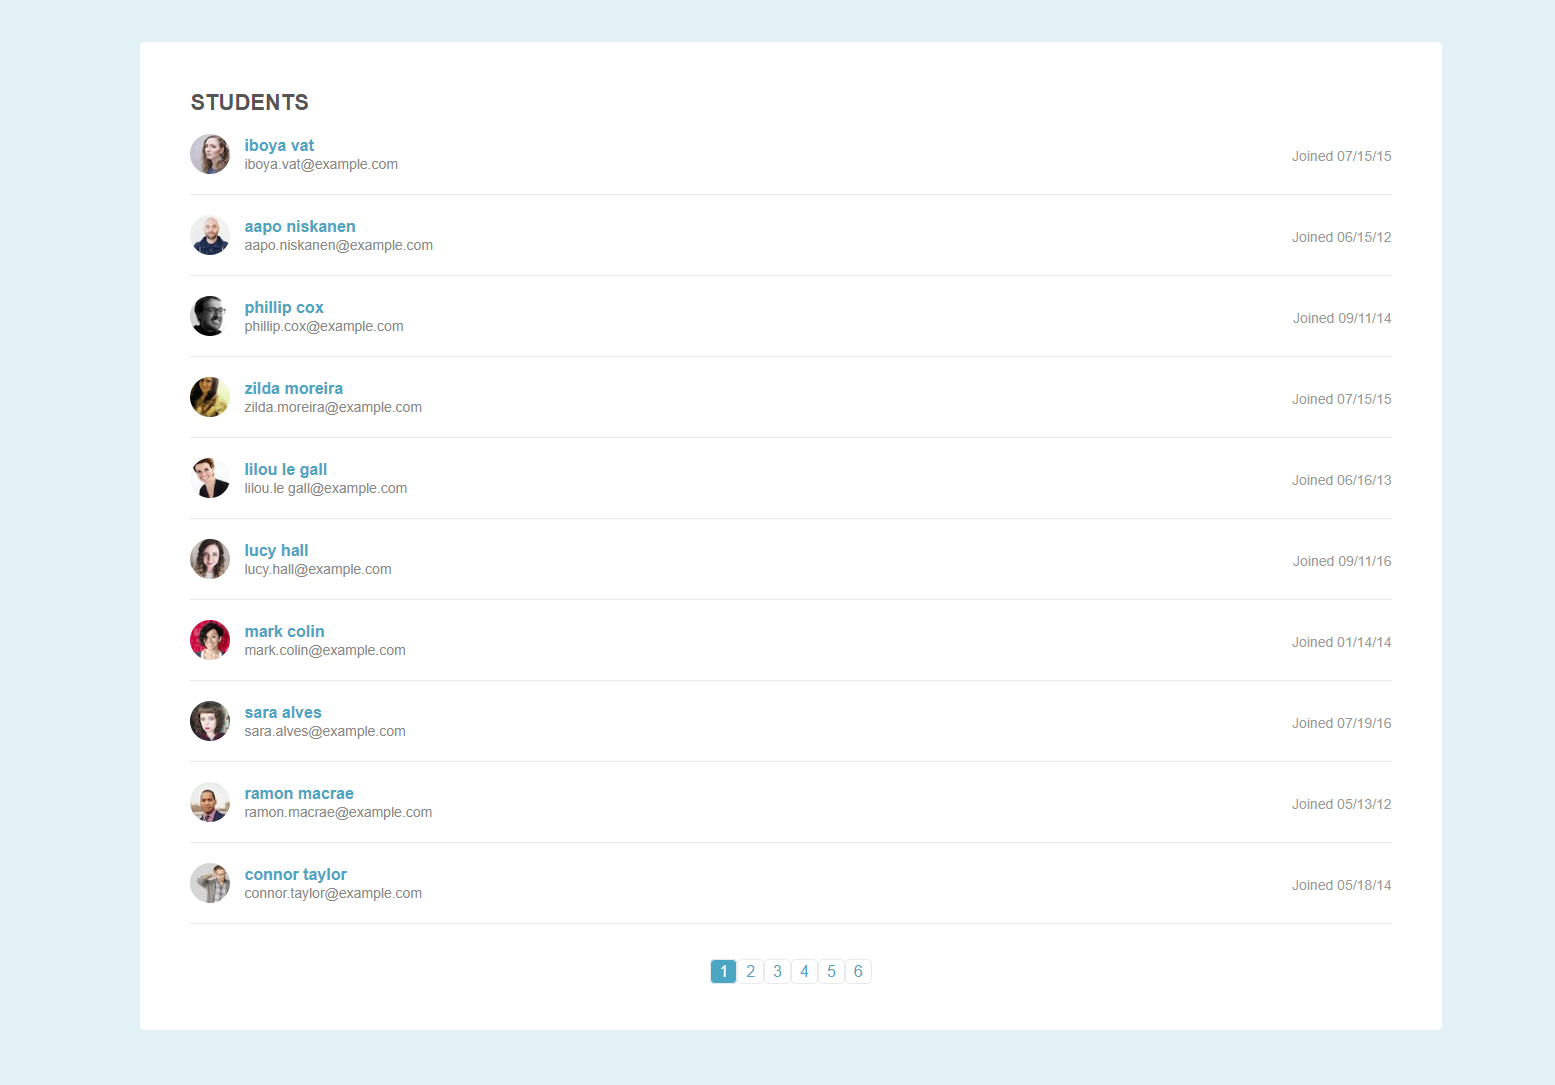 STUDENTS
iboya vat
iboya.vat@example.com
Joined 07/15/15
aapo niskanen
aapo.niskanen@example.com
Joined 06/15/12
phillip cox
phillip.cox@example.com
Joined 09/11/14
zilda moreira
zilda.moreira@example.com
Joined 07/15/15
lilou le gall
lilou.le gall@example.com
Joined 06/16/13
lucy hall
lucy.hall@example.com
Joined 09/11/16
mark colin
mark.colin@example.com
Joined 01/14/14
sara alves
sara.alves@example.com
Joined 07/19/16
ramon macrae
ramon.macrae@example.com
Joined 05/13/12
connor taylor
connor.taylor@example.com
Joined 05/18/14
1 2 3 4 5 6